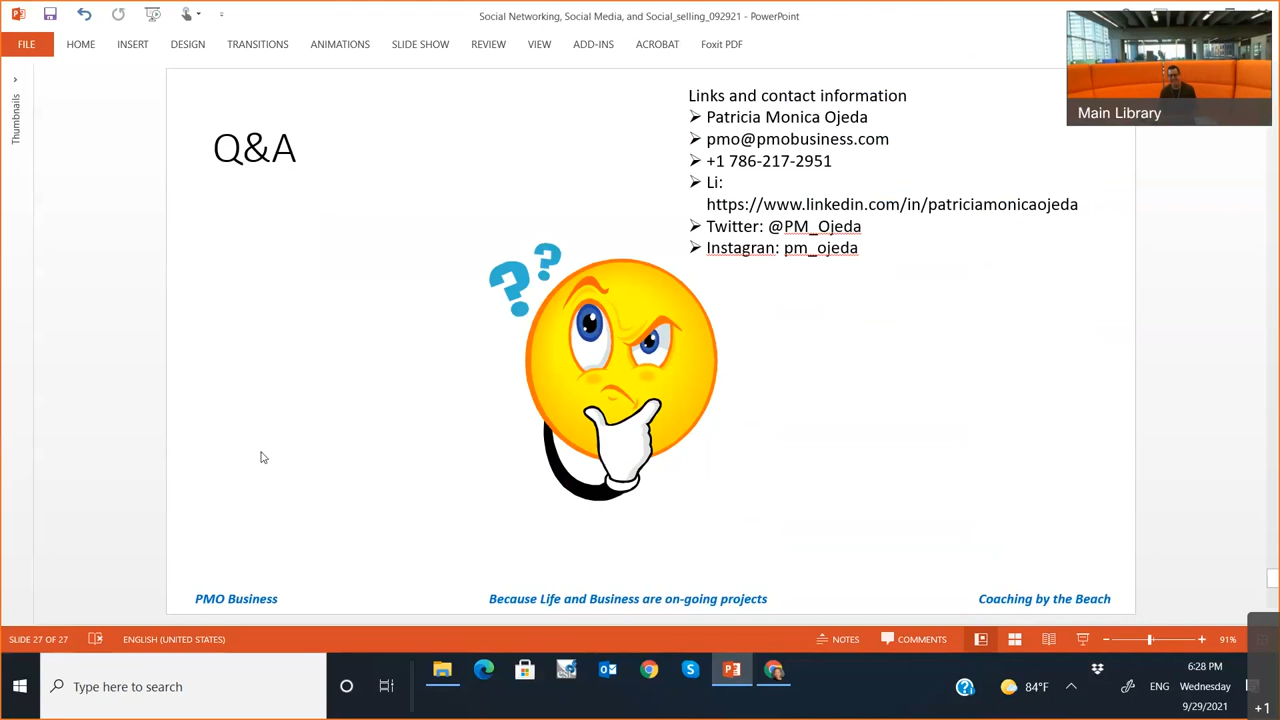 Social Networking, Social Media, and Social_selling_092921 - PowerPoint
FILE HOME INSERT DESIGN TRANSITIONS ANIMATIONS SLIDE SHOW REVIEW VIEW ADD-INS ACROBAT Foxit PDF
Main Library
Thumbnails
Q&A
Links and contact information
Patricia Monica Ojeda
pmo@pmobusiness.com
+1 786-217-2951
Li:
https://www.linkedin.com/in/patriciamonicaojeda
Twitter: @PM_Ojeda
Instagran: pm_ojeda
??
PMO Business Because Life and Business are on-going projects Coaching by the Beach
SLIDE 27 OF 27 ENGLISH (UNITED STATES) NOTES COMMENTS 91%
Type here to search
84°F ENG
6:28 PM
Wednesday
9/29/2021
+1